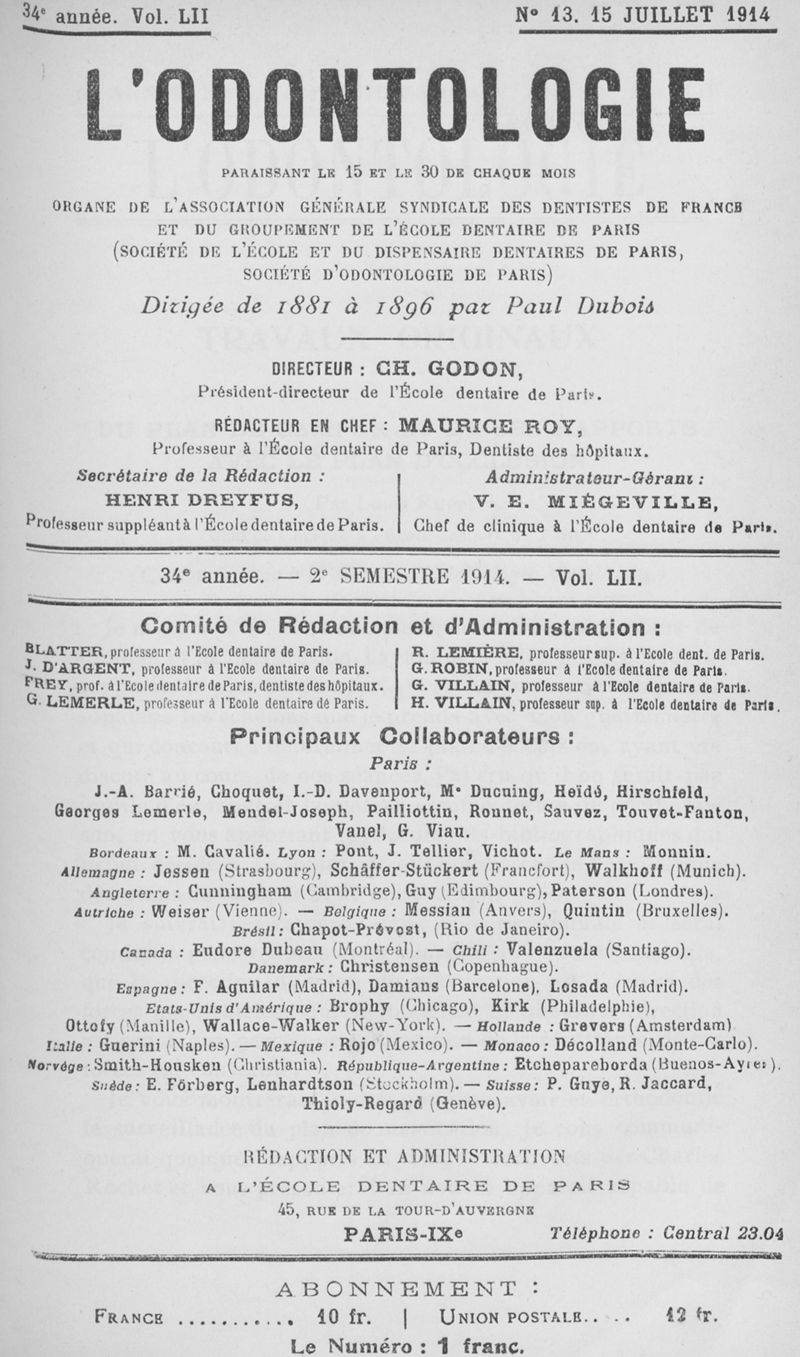 34e année. Vol. LII
N° 13. 15 JUILLET 1914
L'ODONTOLOGIE
PARAISSANT LE 15 ET LE 30 DE CHAQUE MOIS
ORGANE DE L'ASSOCIATION GÉNÉRALE SYNDICALE DES DENTISTES DE FRANCE
ET DU GROUPEMENT DE L'ÉCOLE DENTAIRE DE PARIS
(SOCIÉTÉ DE L'ÉCOLE ET DU DISPENSAIRE DENTAIRES DE PARIS,
SOCIÉTÉ D'ODONTOLOGIE DE PARIS)
Dirigée de 1881 à 1896 par Paul Dubois
DIRECTEUR : CH. GODON,
Président-directeur de l'École dentaire de Paris.
RÉDACTEUR EN CHEF : MAURICE ROY,
Professeur à l'École dentaire de Paris, Dentiste des hôpitaux.
Secrétaire de la Rédaction :
HENRI DREYFUS,
Professeur suppléant à l'École dentaire de Paris.
Administrateur-Gérant :
V. E. MIÉGEVILLE,
Chef de clinique à l'École dentaire de Paris.
34e année. — 2e SEMESTRE 1914. — Vol. LII.
Comité de Rédaction et d'Administration :
BLATTER, professeur à l'Ecole dentaire de Paris.
J. D'ARGENT, professeur à l'Ecole dentaire de Paris.
FREY, prof. à l'Ecole dentaire de Paris, dentiste des hôpitaux.
G. LEMERLE, professeur à l'Ecole dentaire dé Paris.
R. LEMIÈRE, professeur sup. à l'Ecole dent. de Paris.
G. ROBIN, professeur à l'Ecole dentaire de Paris.
G. VILLAIN, professeur à l'Ecole dentaire de Paris.
H. VILLAIN, professeur sup. à l'Ecole dentaire de Paris.
Principaux Collaborateurs :
Paris :
J.-A. Barrié, Choquet, I.-D. Davenport, Me Ducuing, Heïdé, Hirschfeld,
Georges Lemerle, Mendel-Joseph, Pailliottin, Ronnet, Sauvez, Touvet-Fanton,
Vanel, G. Viau.
Bordeaux : M. Cavalié. Lyon : Pont, J. Tellier, Vichot. Le Mans : Monnin.
Allemagne : Jessen (Strasbourg), Schäffer-Stückert (Francfort), Walkhoff (Munich).
Angleterre : Cunningham (Cambridge), Guy (Edimbourg), Paterson (Londres).
Autriche : Weiser (Vienne). — Belgique : Messian (Anvers), Quintin (Bruxelles).
Brésil : Chapot-Prévost, (Rio de Janeiro).
Canada : Eudore Dubeau (Montréal). — Chili : Valenzuela (Santiago).
Danemark : Christensen (Copenhague).
Espagne : F. Aguilar (Madrid), Damians (Barcelone), Losada (Madrid).
Etats-Unis d'Amérique : Brophy (Chicago), Kirk (Philadelphie),
Ottofy (Manille), Wallace-Walker (New-York). — Hollande : Grevers (Amsterdam)
Italie : Guerini (Naples). — Mexique : Rojo (Mexico). — Monaco : Décolland (Monte-Carlo).
Norvège : Smith-Housken (Christiania). République-Argentine : Etchepareborda (Buenos-Ayres).
Suède : E. Förberg, Lenhardtson (Stockholm). — Suisse : P. Guye, R. Jaccard,
Thioly-Regard (Genève).
RÉDACTION ET ADMINISTRATION
A L'ÉCOLE DENTAIRE DE PARIS
45, RUE DE LA TOUR-D'AUVERGNE
PARIS-IXe
Téléphone : Central 23.04
ABONNEMENT :
FRANCE ........... 10 fr. | UNION POSTALE.. .. 12 fr.
Le Numéro : 1 franc.